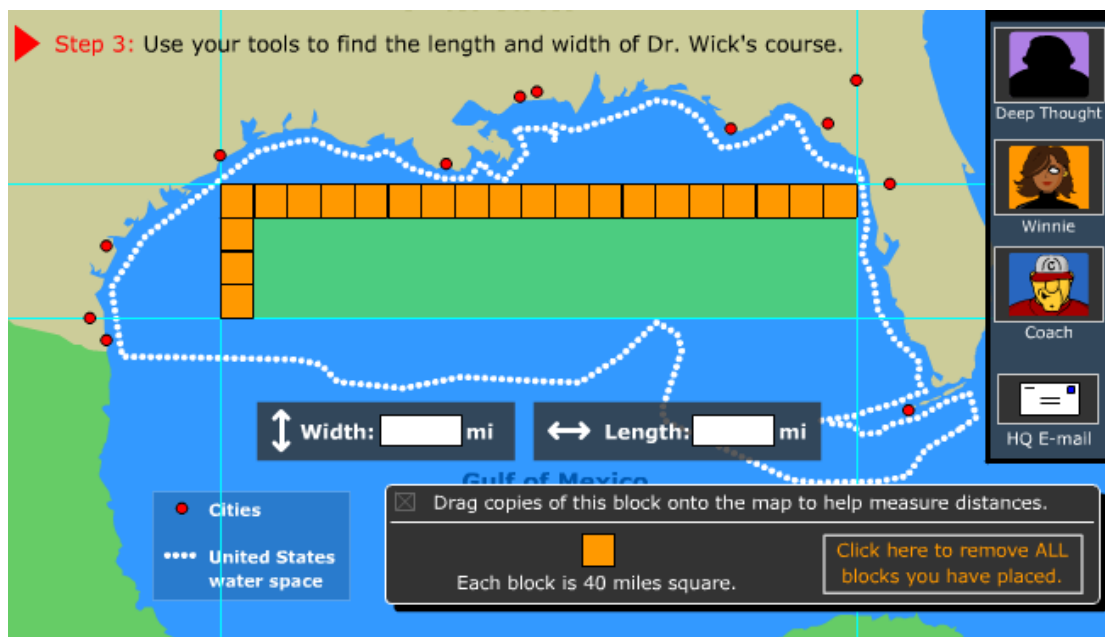 Step 3: Use your tools to find the length and width of Dr. Wick's course.
Deep Thought
Winnie
C
Coach
HQ E-mail
Width: mi
Length: mi
Gulf of Mexico
Cities
United States
water space
Drag copies of this block onto the map to help measure distances.
Each block is 40 miles square.
Click here to remove ALL
blocks you have placed.